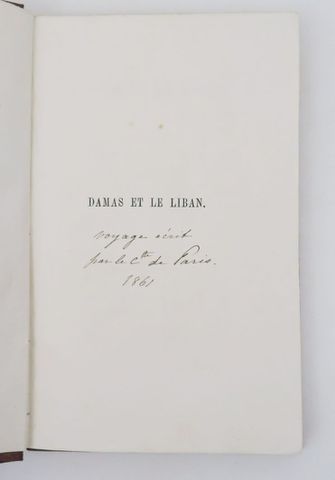 DAMAS ET LE LIBAN.
voyage écrit
par le Cte de Paris.
1861